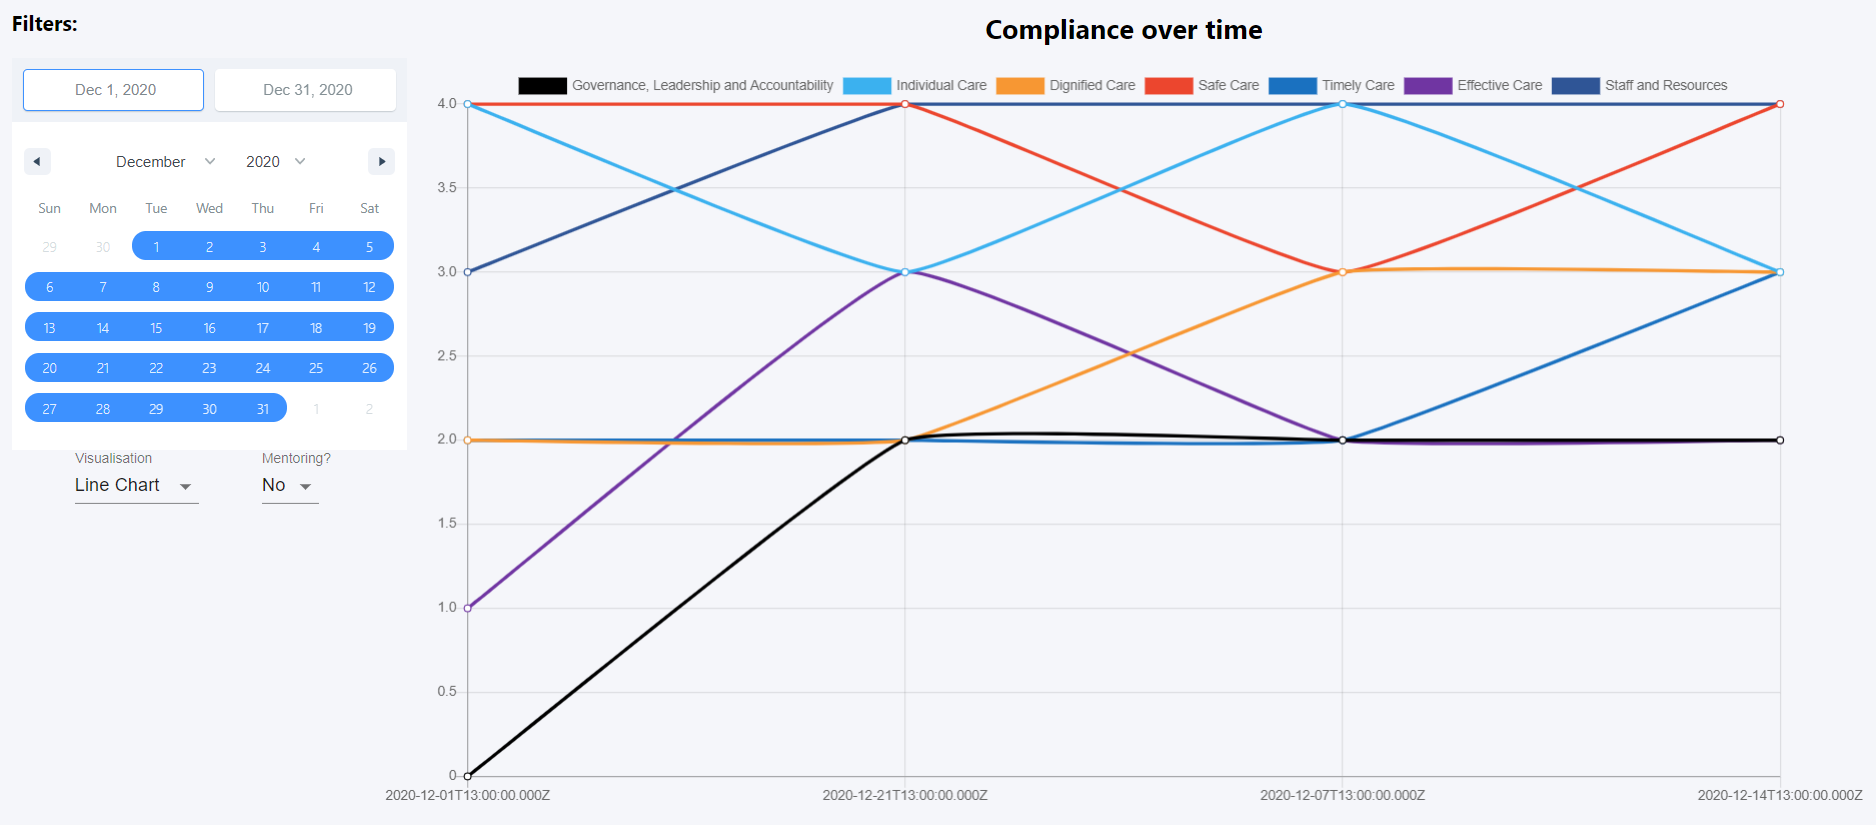 Filters:
Compliance over time
Dec 1, 2020 Dec 31, 2020
December 2020
Sun Mon Tue Wed Thu Fri Sat
29 30 1 2 3 4 5
6 7 8 9 10 11 12
13 14 15 16 17 18 19
20 21 22 23 24 25 26
27 28 29 30 31 1 2
Visualisation Mentoring?
Line Chart No
Governance, Leadership and Accountability Individual Care Dignified Care Safe Care Timely Care Effective Care Staff and Resources
4.0
3.5
3.0
2.5
2.0
1.5
1.0
0.5
0
2020-12-01T13:00:00.000Z 2020-12-21T13:00:00.000Z 2020-12-07T13:00:00.000Z 2020-12-14T13:00:00.000Z